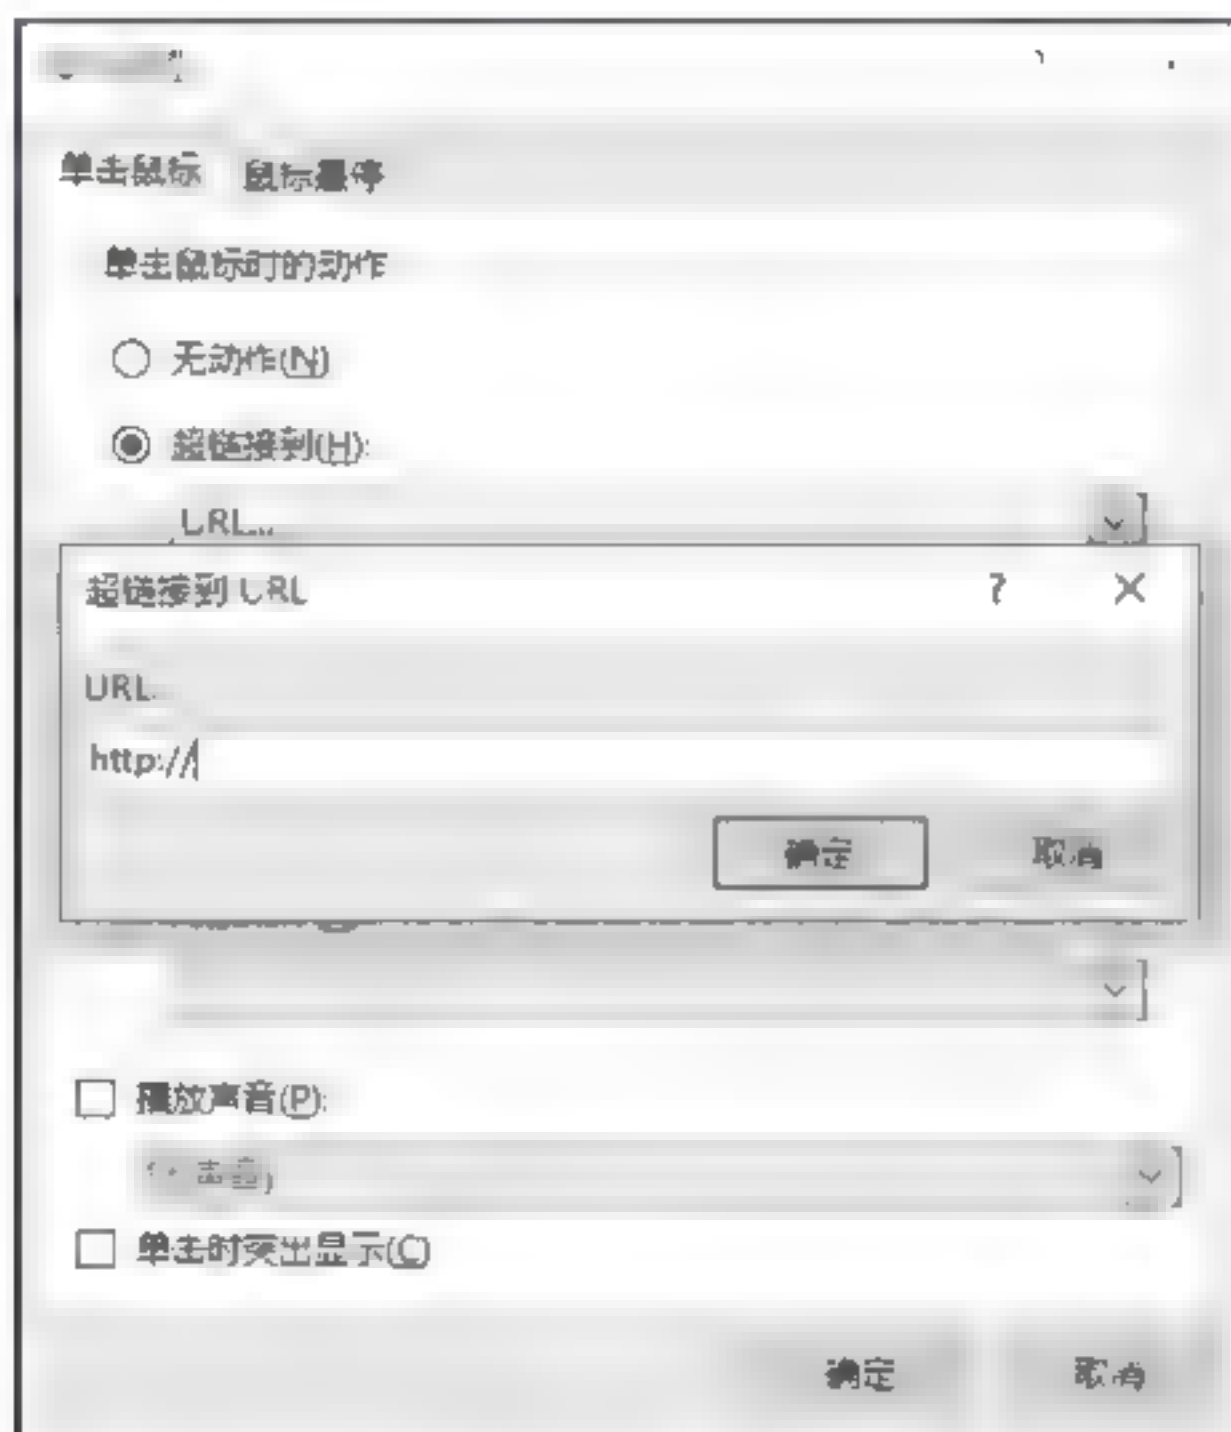 单击鼠标 鼠标悬停
单击鼠标时的动作
无动作(N)
超链接到(H):
URL...
超链接到 URL ? X
URL:
http://
确定 取消
播放声音(P):
单击时突出显示(C)
确定 取消